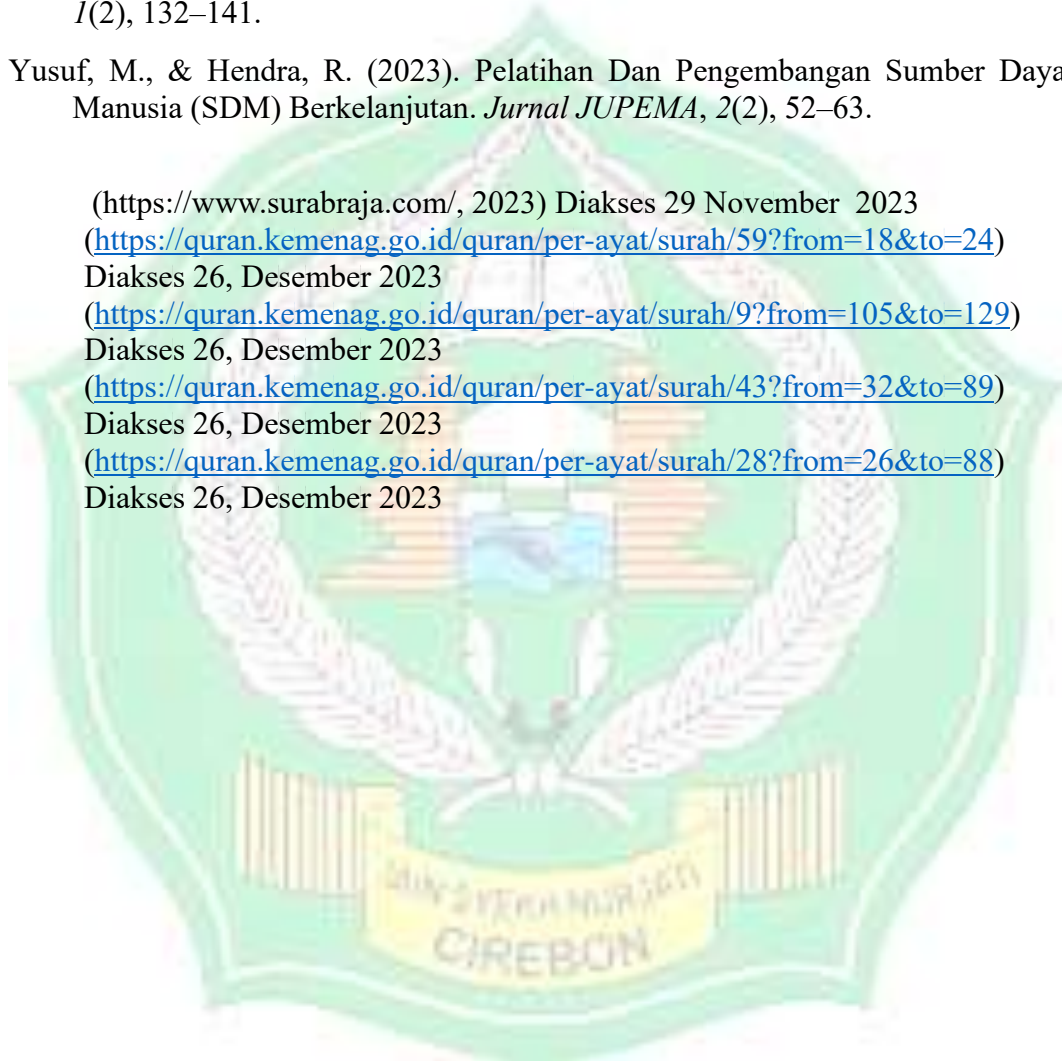 1(2), 132–141.
Yusuf, M., & Hendra, R. (2023). Pelatihan Dan Pengembangan Sumber Daya
Manusia (SDM) Berkelanjutan. Jurnal JUPEMA, 2(2), 52–63.
(https://www.surabraja.com/, 2023) Diakses 29 November 2023
(https://quran.kemenag.go.id/quran/per-ayat/surah/59?from=18&to=24)
Diakses 26, Desember 2023
(https://quran.kemenag.go.id/quran/per-ayat/surah/9?from=105&to=129)
Diakses 26, Desember 2023
(https://quran.kemenag.go.id/quran/per-ayat/surah/43?from=32&to=89)
Diakses 26, Desember 2023
(https://quran.kemenag.go.id/quran/per-ayat/surah/28?from=26&to=88)
Diakses 26, Desember 2023
IAIN SYEKH NURJATI
CIREBON